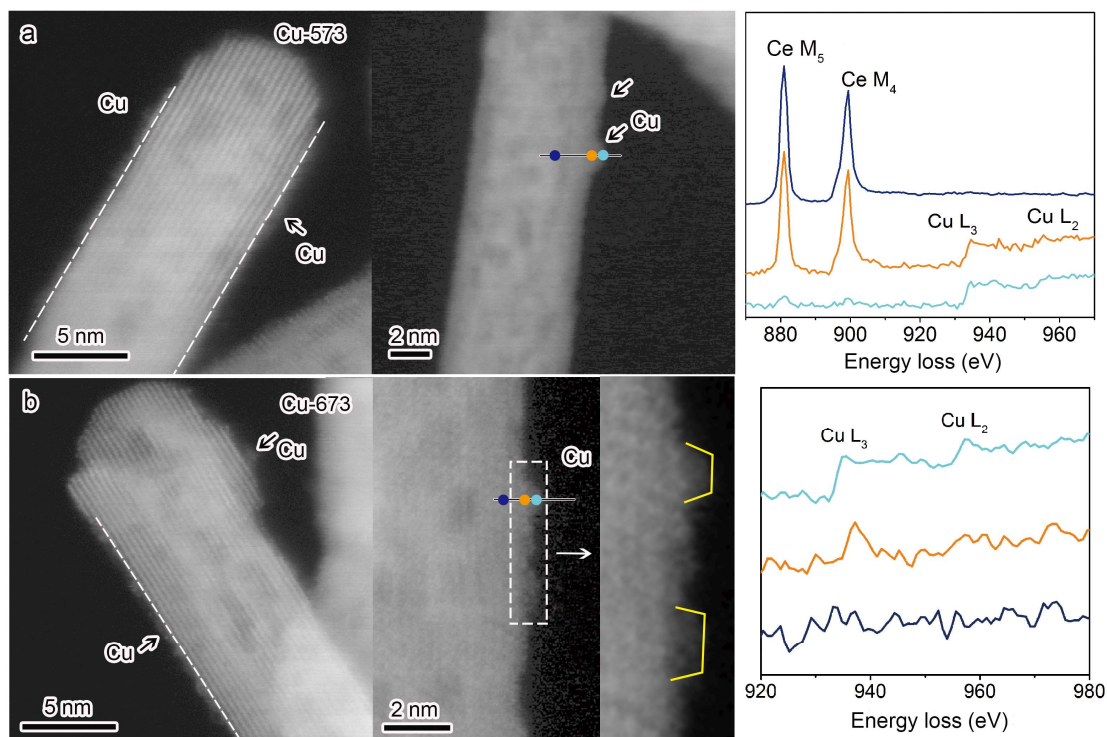 a
Cu-573
Cu
Cu
5 nm
Cu
2 nm
Ce M5
Ce M4
Cu L3
Cu L2
880 900 920 940 960
Energy loss (eV)
b
Cu-673
Cu
Cu
5 nm
Cu
2 nm
Cu L3
Cu L2
920 940 960 980
Energy loss (eV)